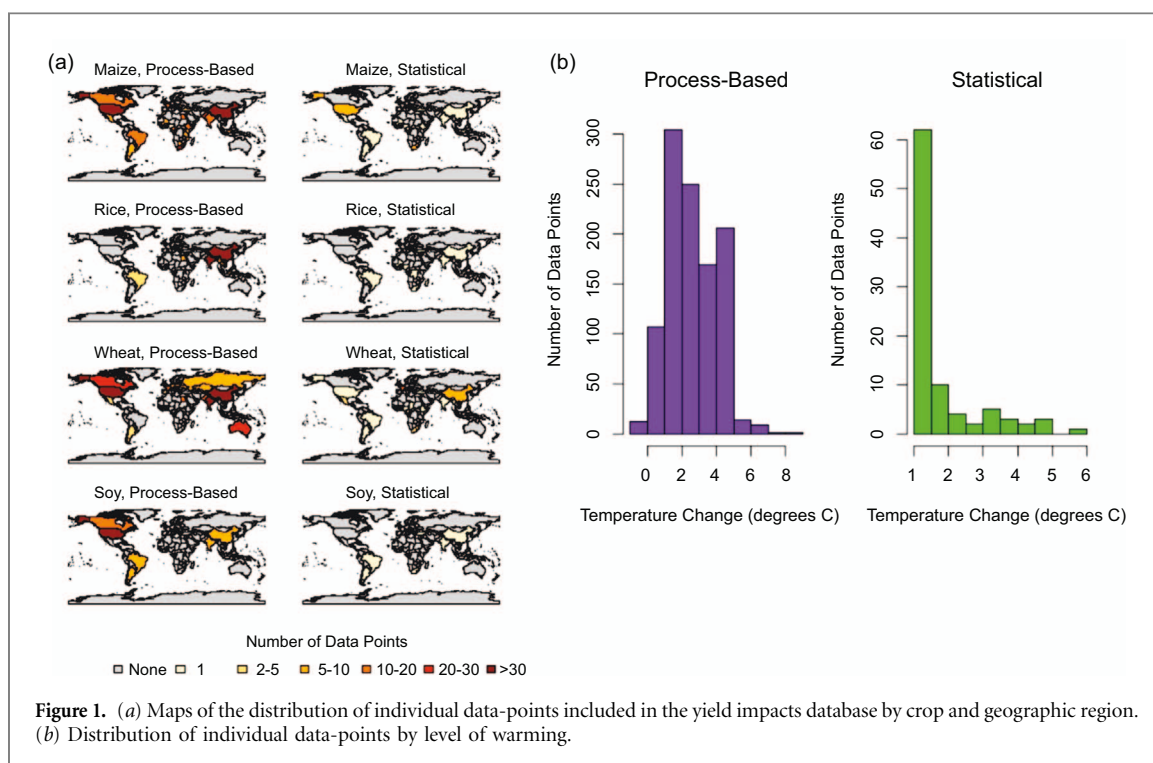 (a)
Maize, Process-Based
Maize, Statistical
Rice, Process-Based
Rice, Statistical
Wheat, Process-Based
Wheat, Statistical
Soy, Process-Based
Soy, Statistical
Number of Data Points
None 1 2-5 5-10 10-20 20-30 >30
(b)
Process-Based
Number of Data Points
300
250
200
150
100
50
0
0 2 4 6 8
Temperature Change (degrees C)
Statistical
Number of Data Points
60
50
40
30
20
10
0
1 2 3 4 5 6
Temperature Change (degrees C)
Figure 1. (a) Maps of the distribution of individual data-points included in the yield impacts database by crop and geographic region.
(b) Distribution of individual data-points by level of warming.